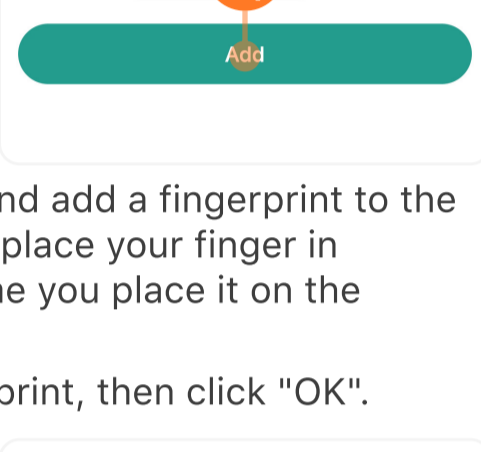 Add
nd add a fingerprint to the
place your finger in
e you place it on the
print, then click "OK".